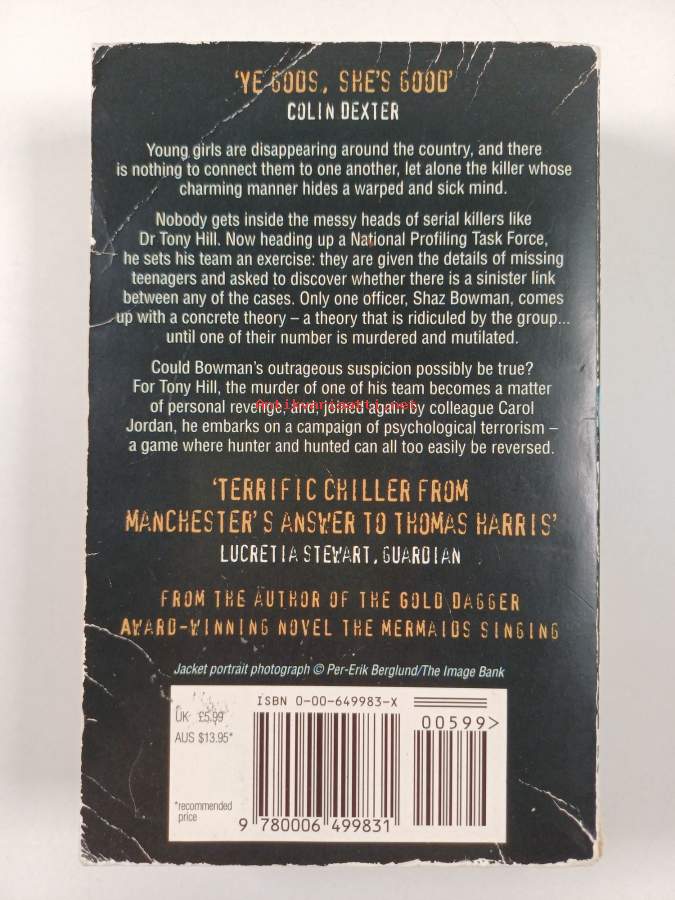 'YE GODS, SHE'S GOOD'
COLIN DEXTER
Young girls are disappearing around the country, and there
is nothing to connect them to one another, let alone the killer whose
charming manner hides a warped and sick mind.
Nobody gets inside the messy heads of serial killers like
Dr Tony Hill. Now heading up a National Profiling Task Force,
he sets his team an exercise: they are given the details of missing
teenagers and asked to discover whether there is a sinister link
between any of the cases. Only one officer, Shaz Bowman, comes
up with a concrete theory – a theory that is ridiculed by the group...
until one of their number is murdered and mutilated.
Could Bowman's outrageous suspicion possibly be true?
For Tony Hill, the murder of one of his team becomes a matter
of personal revenge, and, joined again by colleague Carol
Jordan, he embarks on a campaign of psychological terrorism –
a game where hunter and hunted can all too easily be reversed.
Antikvariaatti.net
'TERRIFIC CHILLER FROM
MANCHESTER'S ANSWER TO THOMAS HARRIS'
LUCRETIA STEWART, GUARDIAN
FROM THE AUTHOR OF THE GOLD DAGGER
AWARD-WINNING NOVEL THE MERMAIDS SINGING
Jacket portrait photograph © Per-Erik Berglund/The Image Bank
ISBN 0-00-649983-X
UK £5.99
AUS $13.95*
00599>
*recommended
price
9 780006 499831